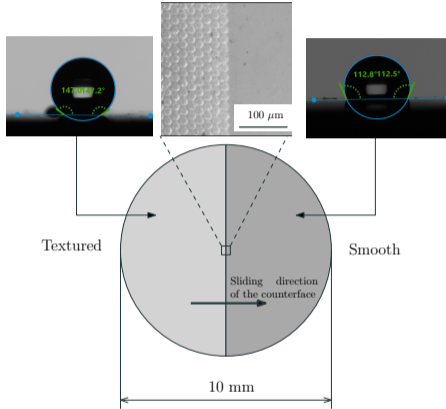 147.0°147.2°
112.8°112.5°
100 μm
Textured
Smooth
Sliding direction
of the counterface
10 mm